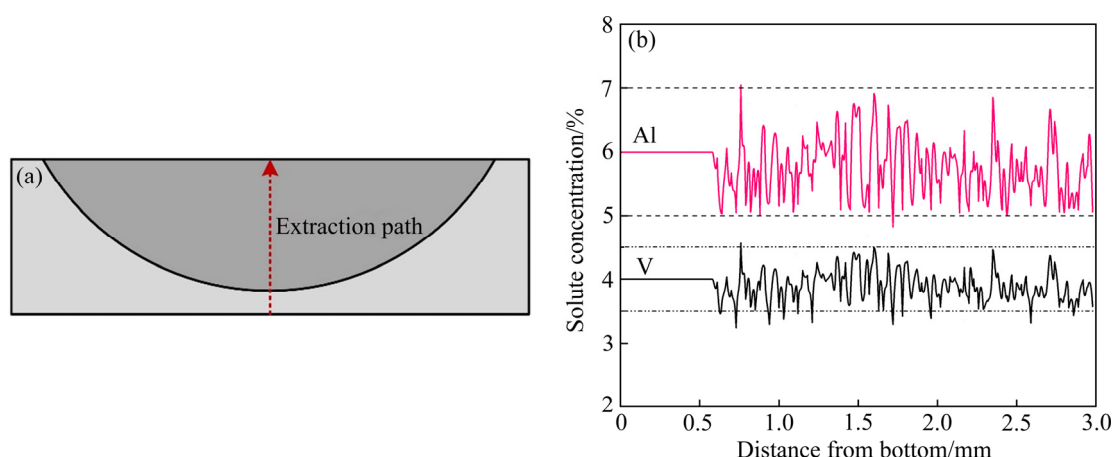 (a)
Extraction path
(b)
Solute concentration/%
8
7
6
5
4
3
2
Al
V
0
0.5
1.0
1.5
2.0
2.5
3.0
Distance from bottom/mm